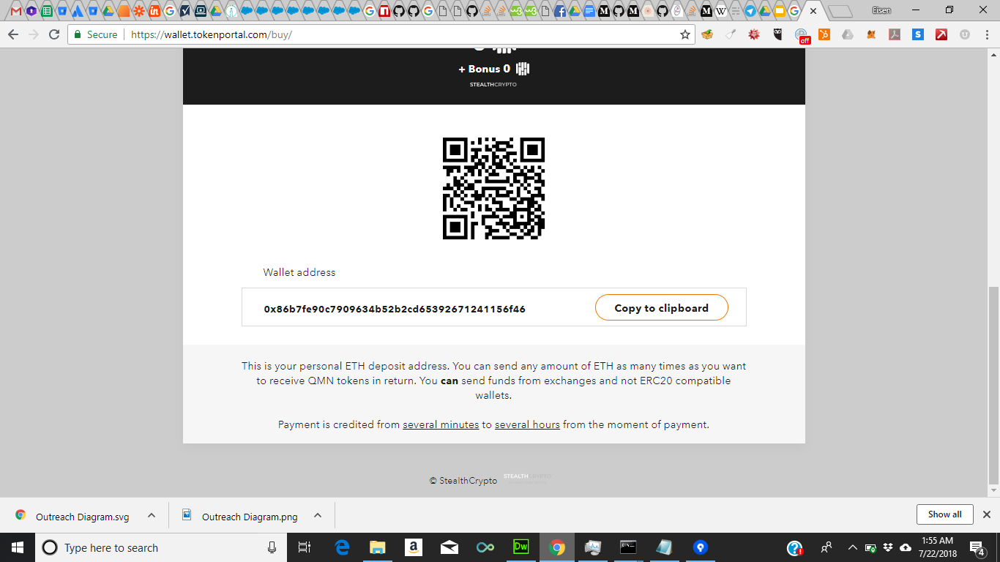 Eisen
Secure
https://wallet.tokenportal.com/buy/
off
+ Bonus 0
STEALTHCRYPTO
Wallet address
0x86b7fe90c7909634b52b2cd65392671241156f46
Copy to clipboard
This is your personal ETH deposit address. You can send any amount of ETH as many times as you want
to receive QMN tokens in return. You can send funds from exchanges and not ERC20 compatible
wallets.
Payment is credited from several minutes to several hours from the moment of payment.
© StealthCrypto
STEALTHCRYPTO
Outreach Diagram.svg
Outreach Diagram.png
Show all
Type here to search
a
Dw
1:55 AM
7/22/2018
4